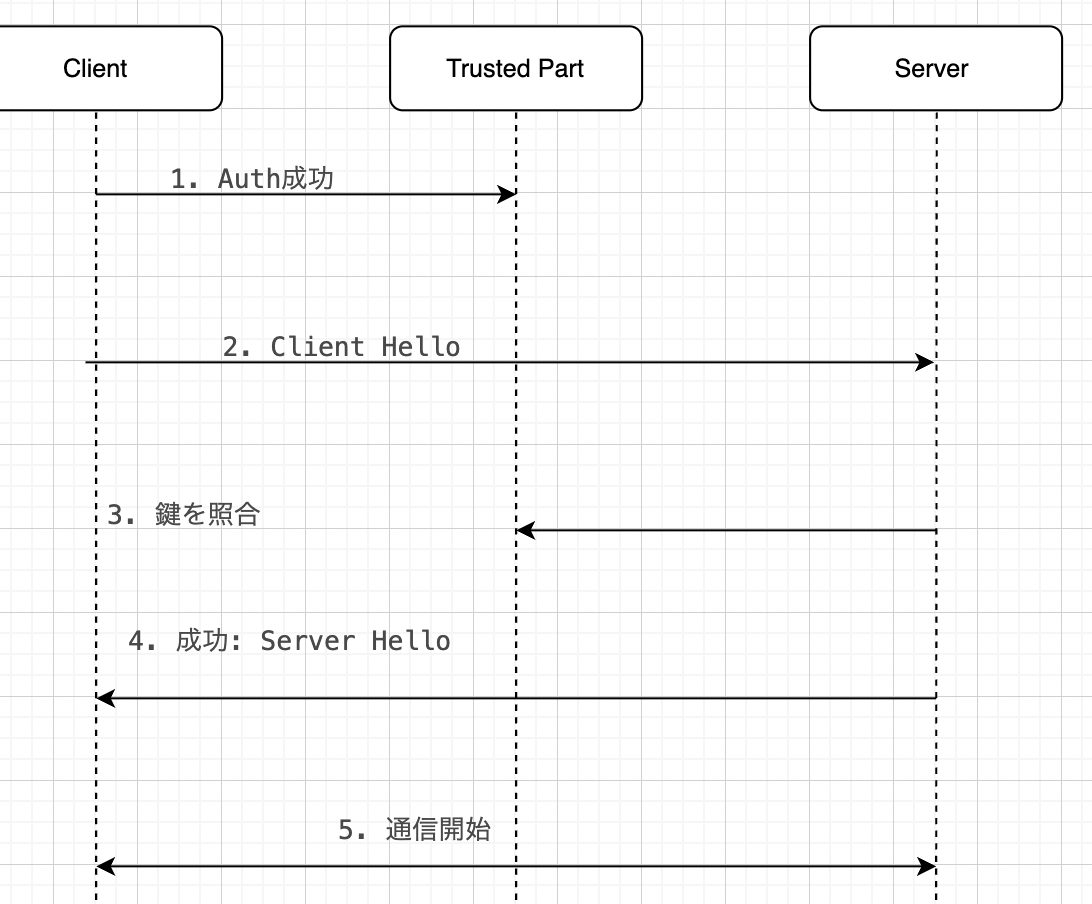 Client
Trusted Part
Server
1. Auth成功
2. Client Hello
3. 鍵を照合
4. 成功: Server Hello
5. 通信開始